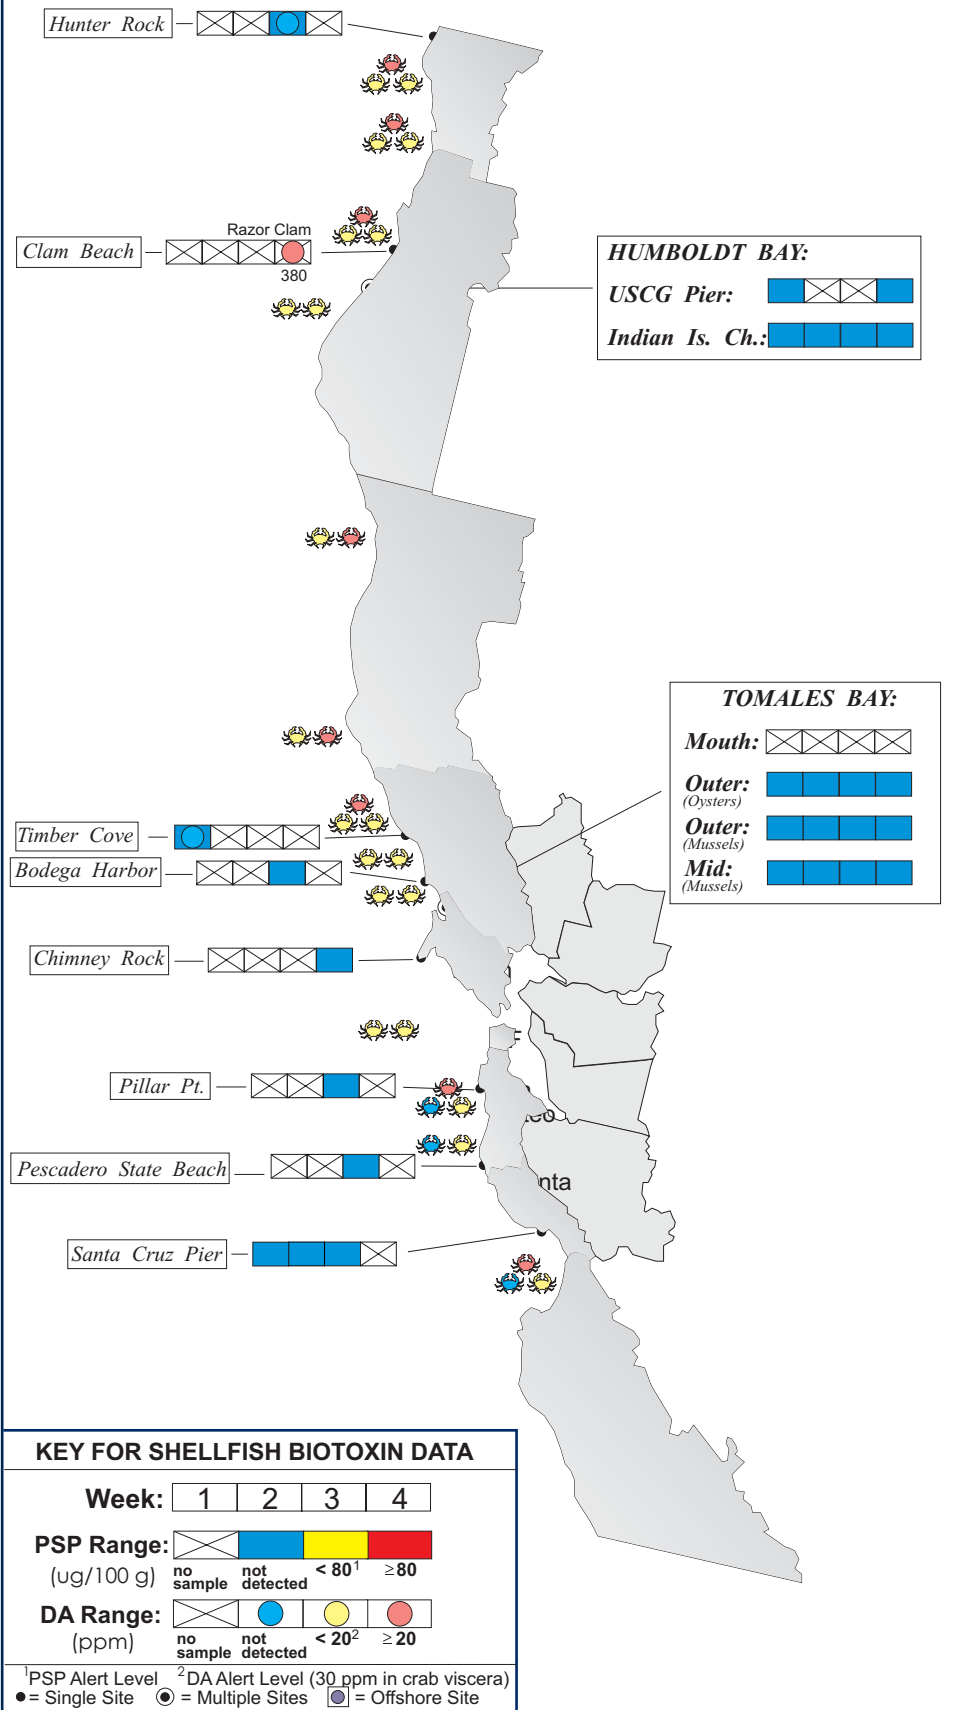 Hunter Rock
Razor Clam
Clam Beach
380
HUMBOLDT BAY:
USCG Pier:
Indian Is. Ch.:
TOMALES BAY:
Mouth:
Outer:
(Oysters)
Outer:
(Mussels)
Mid:
(Mussels)
Timber Cove
Bodega Harbor
Chimney Rock
Pillar Pt.
Pescadero State Beach
nta
Santa Cruz Pier
KEY FOR SHELLFISH BIOTOXIN DATA
Week: 1 2 3 4
PSP Range:
(ug/100 g)
no sample
not detected
< 80¹
≥80
DA Range:
(ppm)
no sample
not detected
< 20²
≥ 20
¹PSP Alert Level ²DA Alert Level (30 ppm in crab viscera)
= Single Site = Multiple Sites = Offshore Site